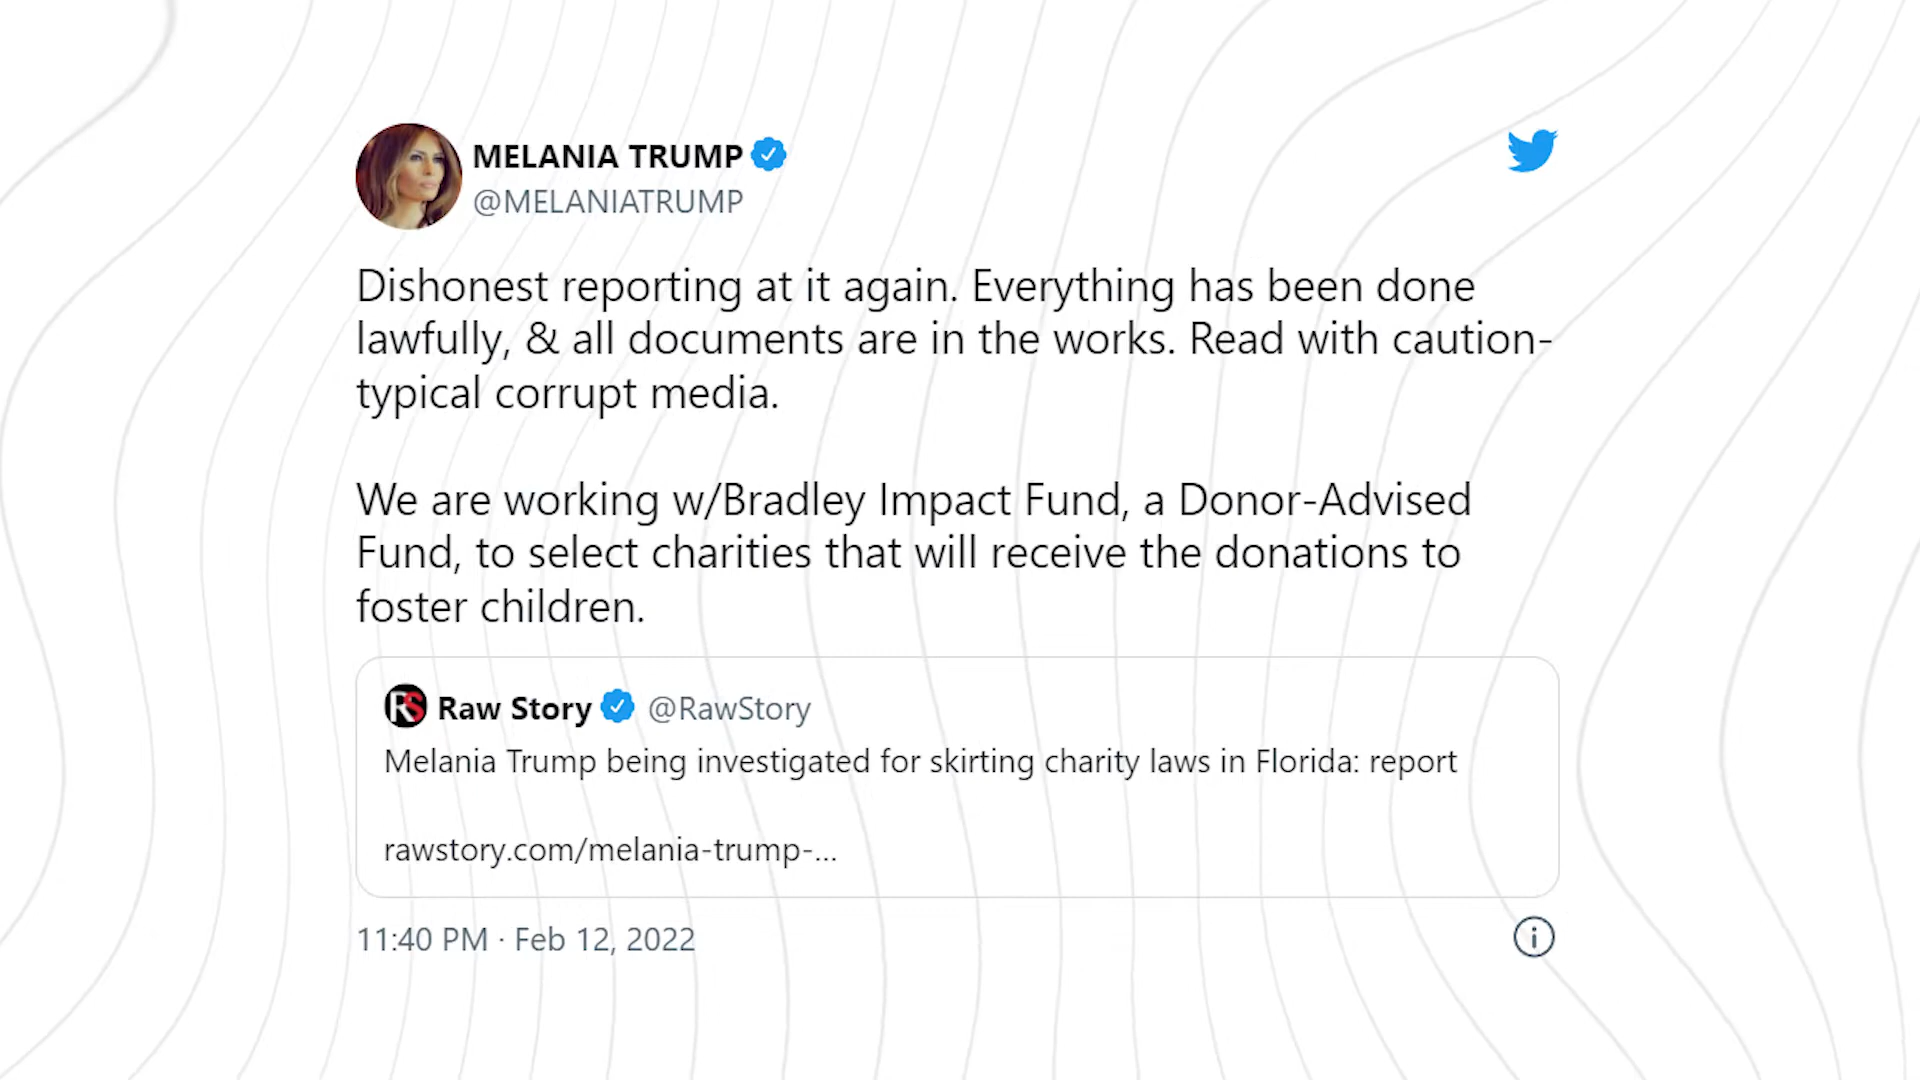 MELANIA TRUMP
@MELANIATRUMP
Dishonest reporting at it again. Everything has been done
lawfully, & all documents are in the works. Read with caution-
typical corrupt media.
We are working w/Bradley Impact Fund, a Donor-Advised
Fund, to select charities that will receive the donations to
foster children.
RS Raw Story @RawStory
Melania Trump being investigated for skirting charity laws in Florida: report
rawstory.com/melania-trump-...
11:40 PM · Feb 12, 2022